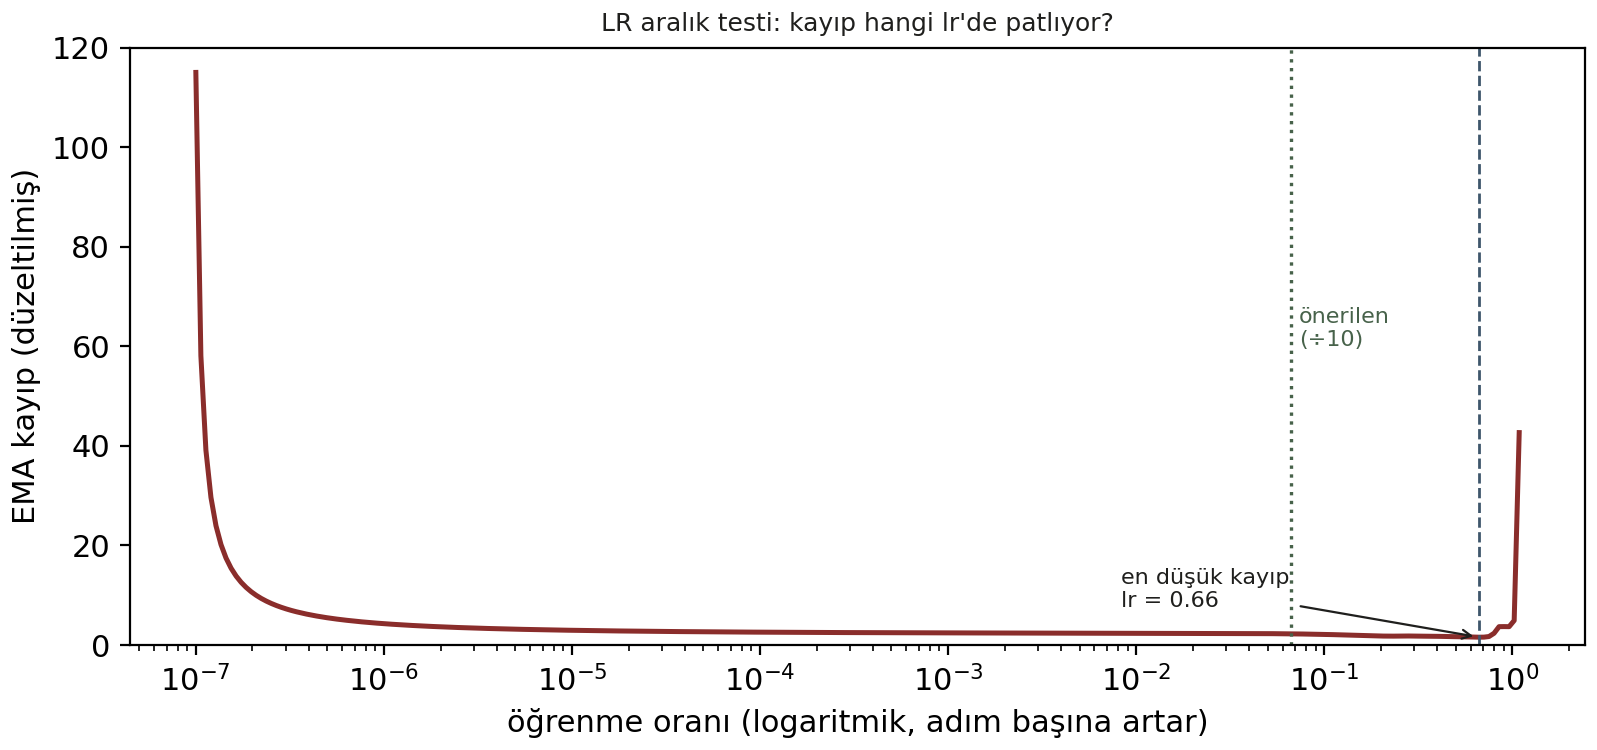 LR aralık testi: kayıp hangi lr'de patlıyor?
EMA kayıp (düzeltilmiş)
120
100
80
60
40
20
0
önerilen
(÷10)
en düşük kayıp
lr = 0.66
10⁻⁷ 10⁻⁶ 10⁻⁵ 10⁻⁴ 10⁻³ 10⁻² 10⁻¹ 10⁰
öğrenme oranı (logaritmik, adım başına artar)